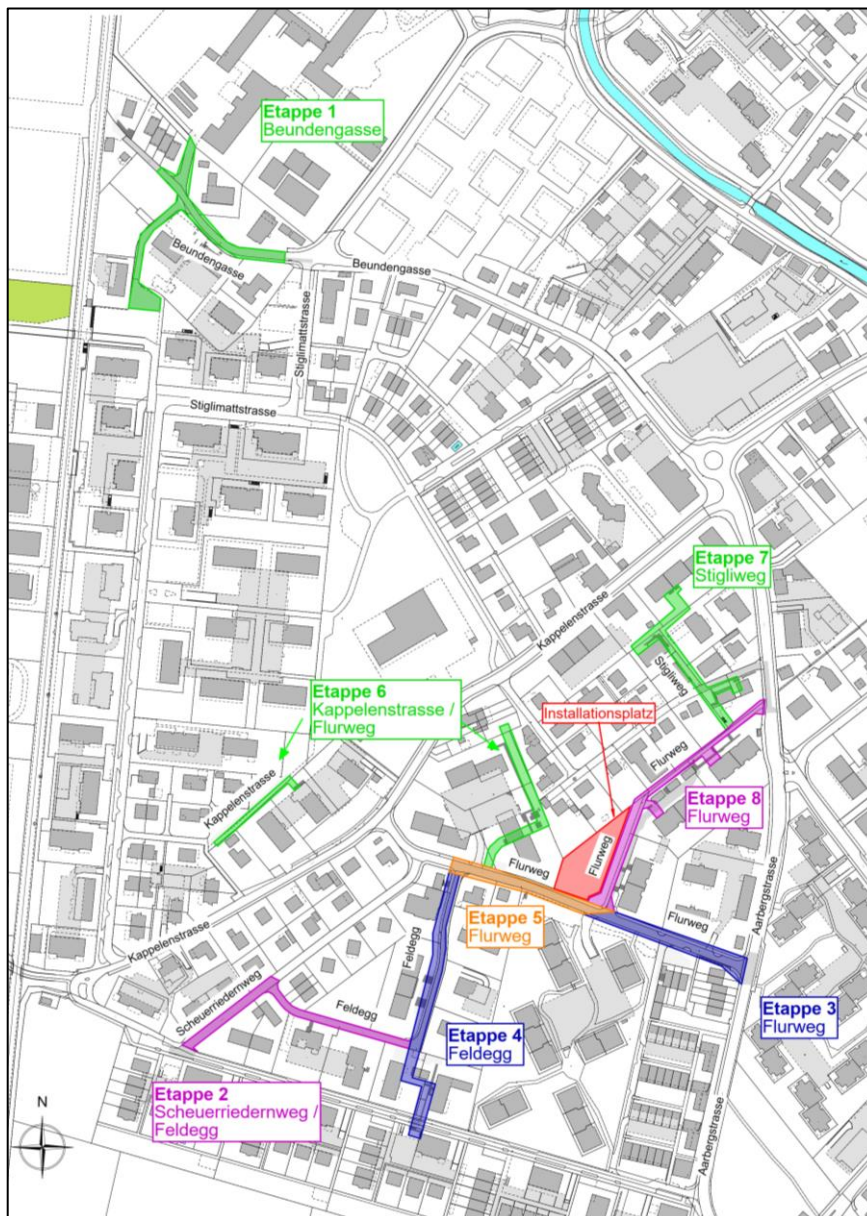 Etappe 1
Beundengasse
Beundengasse
Beundengasse
Stiglimattstrasse
Stiglimattstrasse
Etappe 7
Stigliweg
Kappelenstrasse
Stigliweg
Etappe 6
Kappelenstrasse /
Flurweg
Installationsplatz
Flurweg
Kappelenstrasse
Etappe 8
Flurweg
Flurweg
Flurweg
Etappe 5
Flurweg
Flurweg
Aarbergstrasse
Kappelenstrasse
Feldegg
Scheuerriedernweg
Feldegg
Etappe 3
Flurweg
Etappe 4
Feldegg
Etappe 2
Scheuerriedernweg /
Feldegg
Aarbergstrasse
N